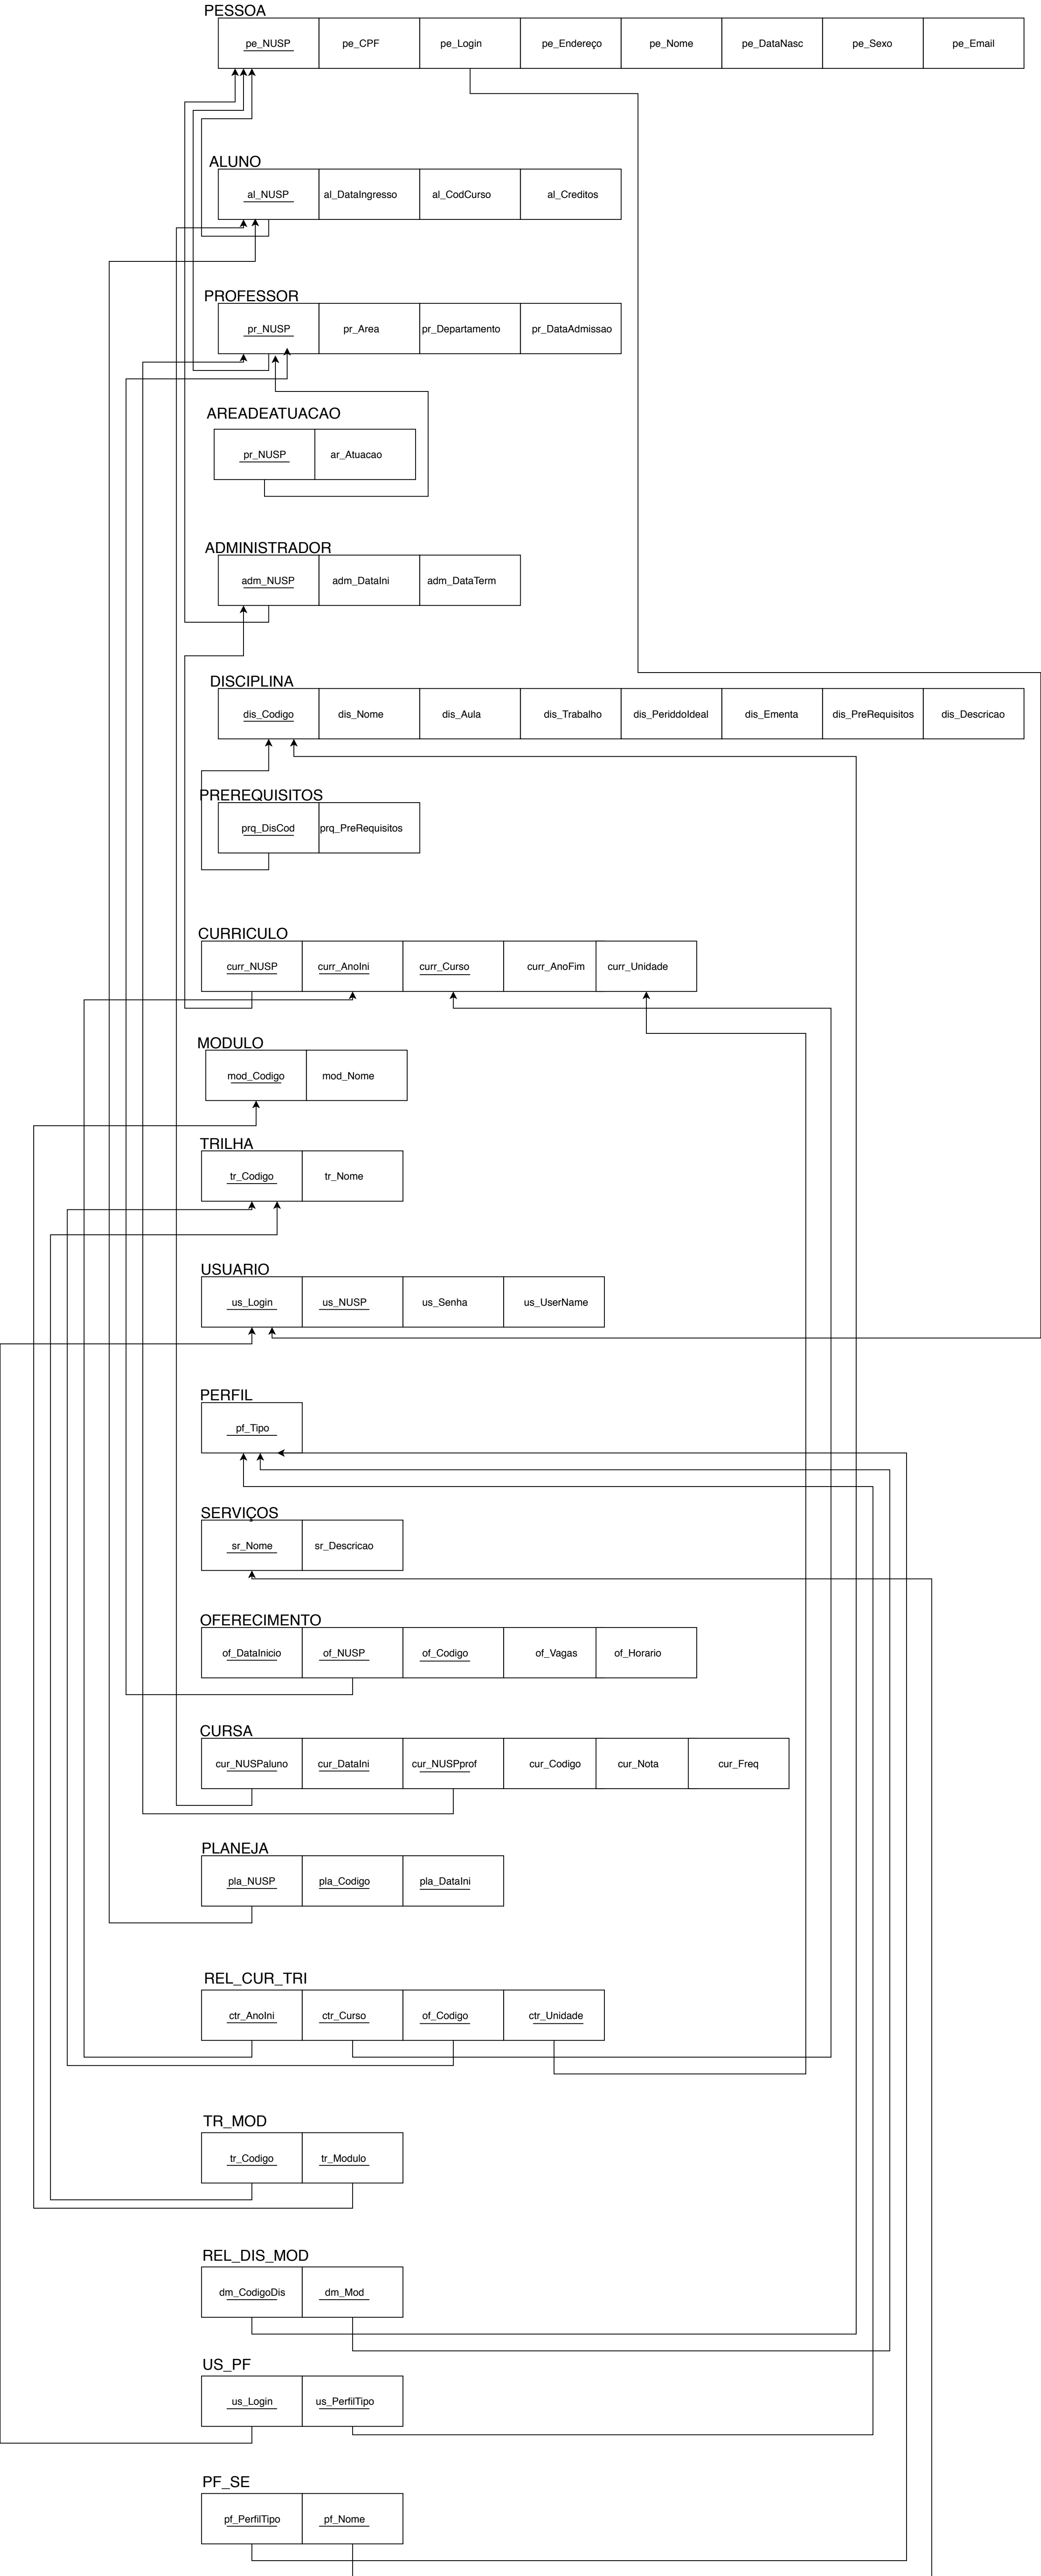 PESSOA
pe_NUSP pe_CPF pe_Login pe_Endereço pe_Nome pe_DataNasc pe_Sexo pe_Email
ALUNO
al_NUSP al_DataIngresso al_CodCurso al_Creditos
PROFESSOR
pr_NUSP pr_Area pr_Departamento pr_DataAdmissao
AREADEATUACAO
pr_NUSP ar_Atuacao
ADMINISTRADOR
adm_NUSP adm_DataIni adm_DataTerm
DISCIPLINA
dis_Codigo dis_Nome dis_Aula dis_Trabalho dis_PeriddoIdeal dis_Ementa dis_PreRequisitos dis_Descricao
PREREQUISITOS
prq_DisCod prq_PreRequisitos
CURRICULO
curr_NUSP curr_AnoIni curr_Curso curr_AnoFim curr_Unidade
MODULO
mod_Codigo mod_Nome
TRILHA
tr_Codigo tr_Nome
USUARIO
us_Login us_NUSP us_Senha us_UserName
PERFIL
pf_Tipo
SERVIÇOS
sr_Nome sr_Descricao
OFERECIMENTO
of_DataInicio of_NUSP of_Codigo of_Vagas of_Horario
CURSA
cur_NUSPaluno cur_DataIni cur_NUSPprof cur_Codigo cur_Nota cur_Freq
PLANEJA
pla_NUSP pla_Codigo pla_DataIni
REL_CUR_TRI
ctr_AnoIni ctr_Curso of_Codigo ctr_Unidade
TR_MOD
tr_Codigo tr_Modulo
REL_DIS_MOD
dm_CodigoDis dm_Mod
US_PF
us_Login us_PerfilTipo
PF_SE
pf_PerfilTipo pf_Nome